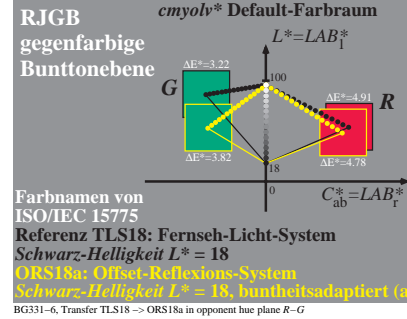 RJGB
gegenfarbige
Bunttonebene
cmyolv* Default-Farbraum
L*=LAB*l
ΔE*=3.22
100
ΔE*=4.91
G
R
ΔE*=3.82
ΔE*=4.78
18
0
C*ab=LAB*r
Farbnamen von
ISO/IEC 15775
Referenz TLS18: Fernseh-Licht-System
Schwarz-Helligkeit L* = 18
ORS18a: Offset-Reflexions-System
Schwarz-Helligkeit L* = 18, buntheitsadaptiert (a
BG331-6, Transfer TLS18 -> ORS18a in opponent hue plane R-G